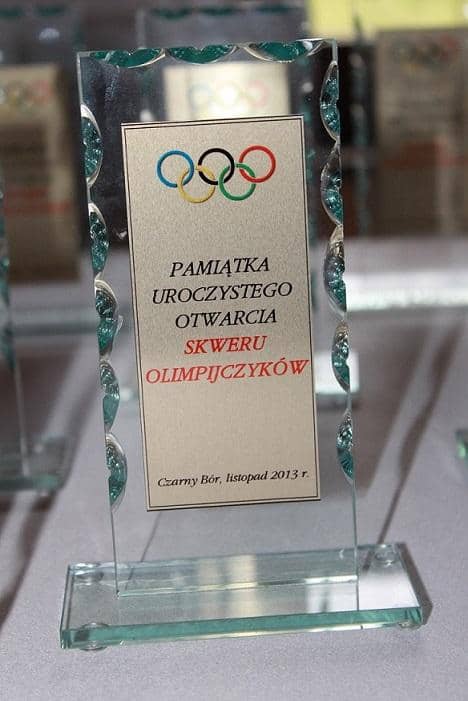 PAMIĄTKA
UROCZYSTEGO
OTWARCIA
SKWERU
OLIMPIJCZYKÓW
Czarny Bór, listopad 2013 r.